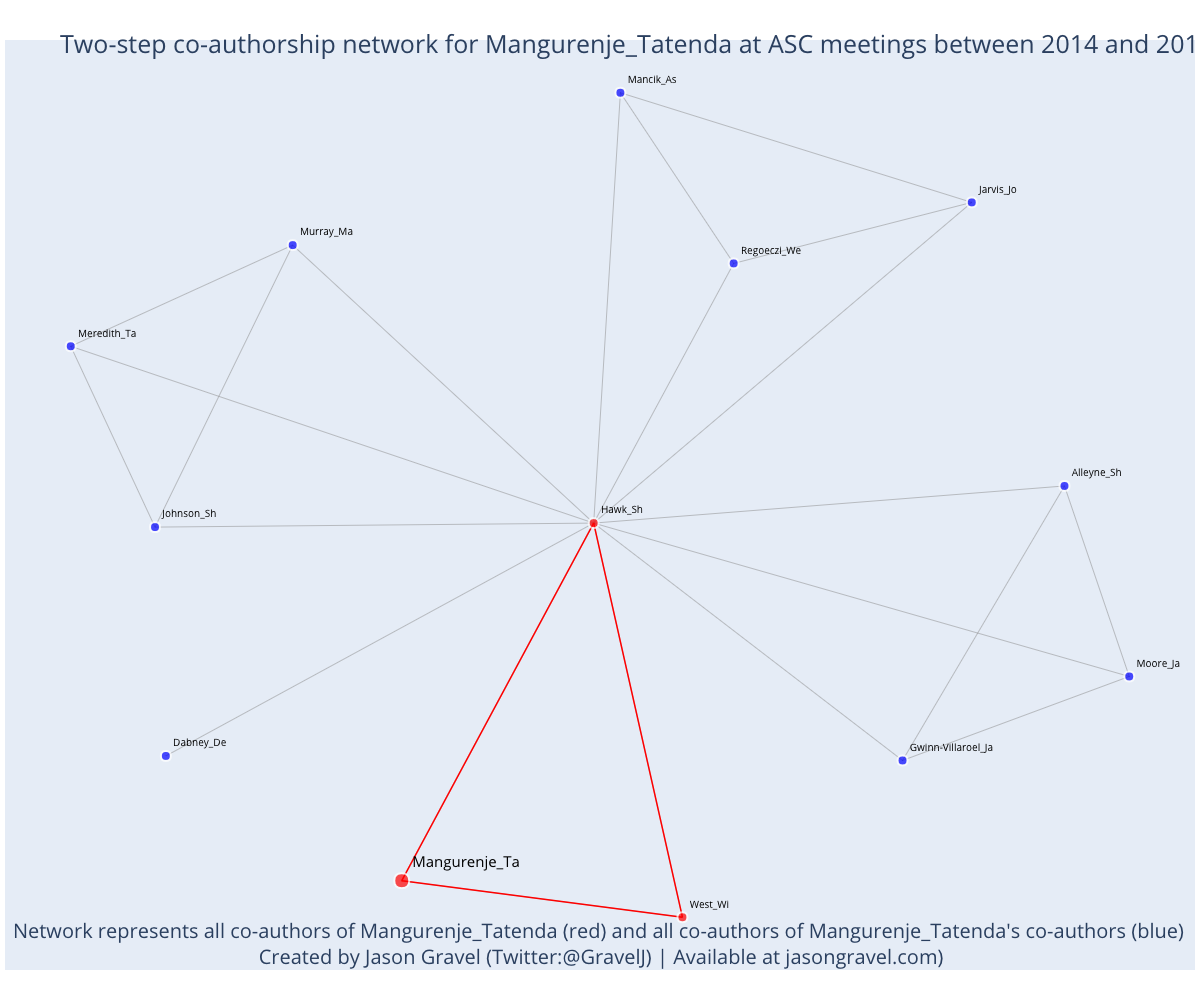 Two-step co-authorship network for Mangurenje_Tatenda at ASC meetings between 2014 and 201
Mancik_As
Jarvis_Jo
Murray_Ma
Regoeczi_We
Meredith_Ta
Alleyne_Sh
Hawk_Sh
Johnson_Sh
Moore_Ja
Dabney_De
Gwinn-Villaroel_Ja
Mangurenje_Ta
West_Wi
Network represents all co-authors of Mangurenje_Tatenda (red) and all co-authors of Mangurenje_Tatenda's co-authors (blue)
Created by Jason Gravel (Twitter:@GravelJ) | Available at jasongravel.com)